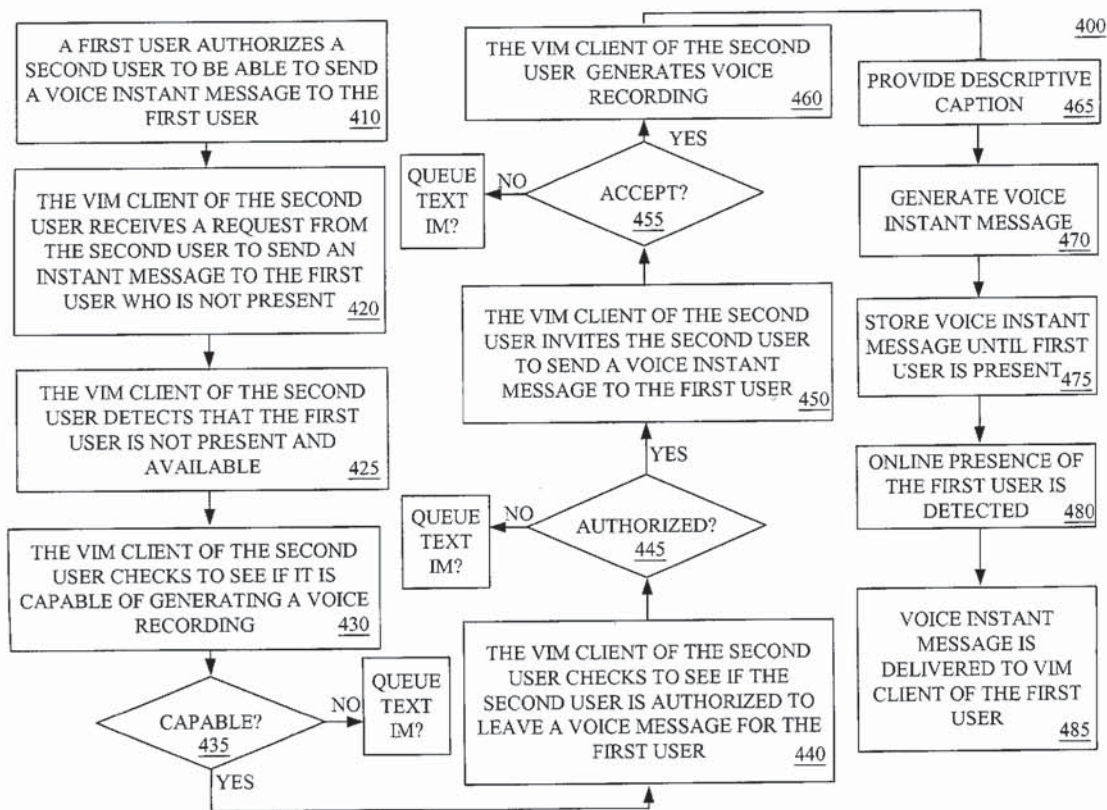 400
A FIRST USER AUTHORIZES A
SECOND USER TO BE ABLE TO SEND
A VOICE INSTANT MESSAGE TO THE
FIRST USER
410
THE VIM CLIENT OF THE SECOND
USER RECEIVES A REQUEST FROM
THE SECOND USER TO SEND AN
INSTANT MESSAGE TO THE FIRST
USER WHO IS NOT PRESENT
420
THE VIM CLIENT OF THE SECOND
USER DETECTS THAT THE FIRST
USER IS NOT PRESENT AND
AVAILABLE
425
THE VIM CLIENT OF THE SECOND
USER CHECKS TO SEE IF IT IS
CAPABLE OF GENERATING A VOICE
RECORDING
430
CAPABLE?
435
NO
QUEUE
TEXT
IM?
YES
THE VIM CLIENT OF THE SECOND
USER CHECKS TO SEE IF THE
SECOND USER IS AUTHORIZED TO
LEAVE A VOICE MESSAGE FOR THE
FIRST USER
440
AUTHORIZED?
445
NO
QUEUE
TEXT
IM?
YES
THE VIM CLIENT OF THE SECOND
USER INVITES THE SECOND USER
TO SEND A VOICE INSTANT
MESSAGE TO THE FIRST USER
450
ACCEPT?
455
NO
QUEUE
TEXT
IM?
YES
THE VIM CLIENT OF THE SECOND
USER GENERATES VOICE
RECORDING
460
PROVIDE DESCRIPTIVE
CAPTION
465
GENERATE VOICE
INSTANT MESSAGE
470
STORE VOICE INSTANT
MESSAGE UNTIL FIRST
USER IS PRESENT
475
ONLINE PRESENCE OF
THE FIRST USER IS
DETECTED
480
VOICE INSTANT
MESSAGE IS
DELIVERED TO VIM
CLIENT OF THE FIRST
USER
485